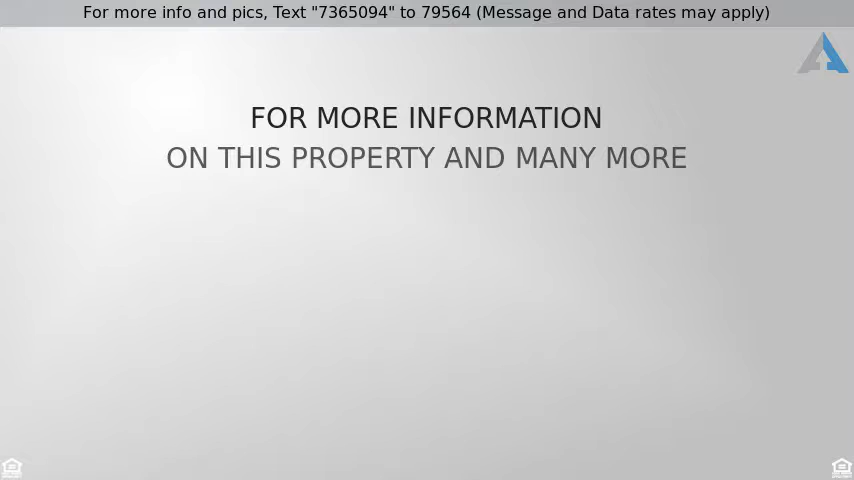 For more info and pics, Text "7365094" to 79564 (Message and Data rates may apply)
FOR MORE INFORMATION
ON THIS PROPERTY AND MANY MORE